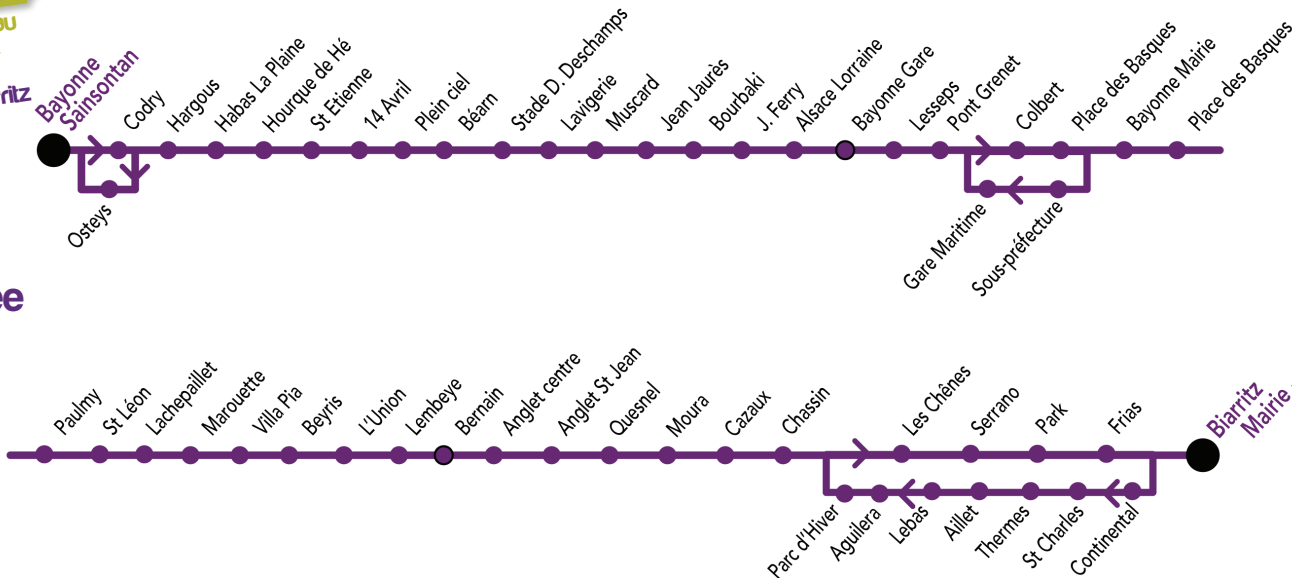 Bayonne
Sainsontan
Codry
Hargous
Habas La Plaine
Hourque de Hé
St Etienne
14 Avril
Plein ciel
Béarn
Stade D. Deschamps
Lavigerie
Muscard
Jean Jaurès
Bourbaki
J. Ferry
Alsace Lorraine
Bayonne Gare
Lesseps
Pont Grenet
Colbert
Place des Basques
Bayonne Mairie
Place des Basques
Osteys
Gare Maritime
Sous-préfecture
Paulmy
St Léon
Lachepaillet
Marouette
Villa Pia
Beyris
L'Union
Lembeye
Bernain
Anglet centre
Anglet St Jean
Quesnel
Moura
Cazaux
Chassin
Les Chênes
Serrano
Park
Frias
Biarritz
Mairie
Parc d'Hiver
Aguilera
Lebas
Aillet
Thermes
St Charles
Continental